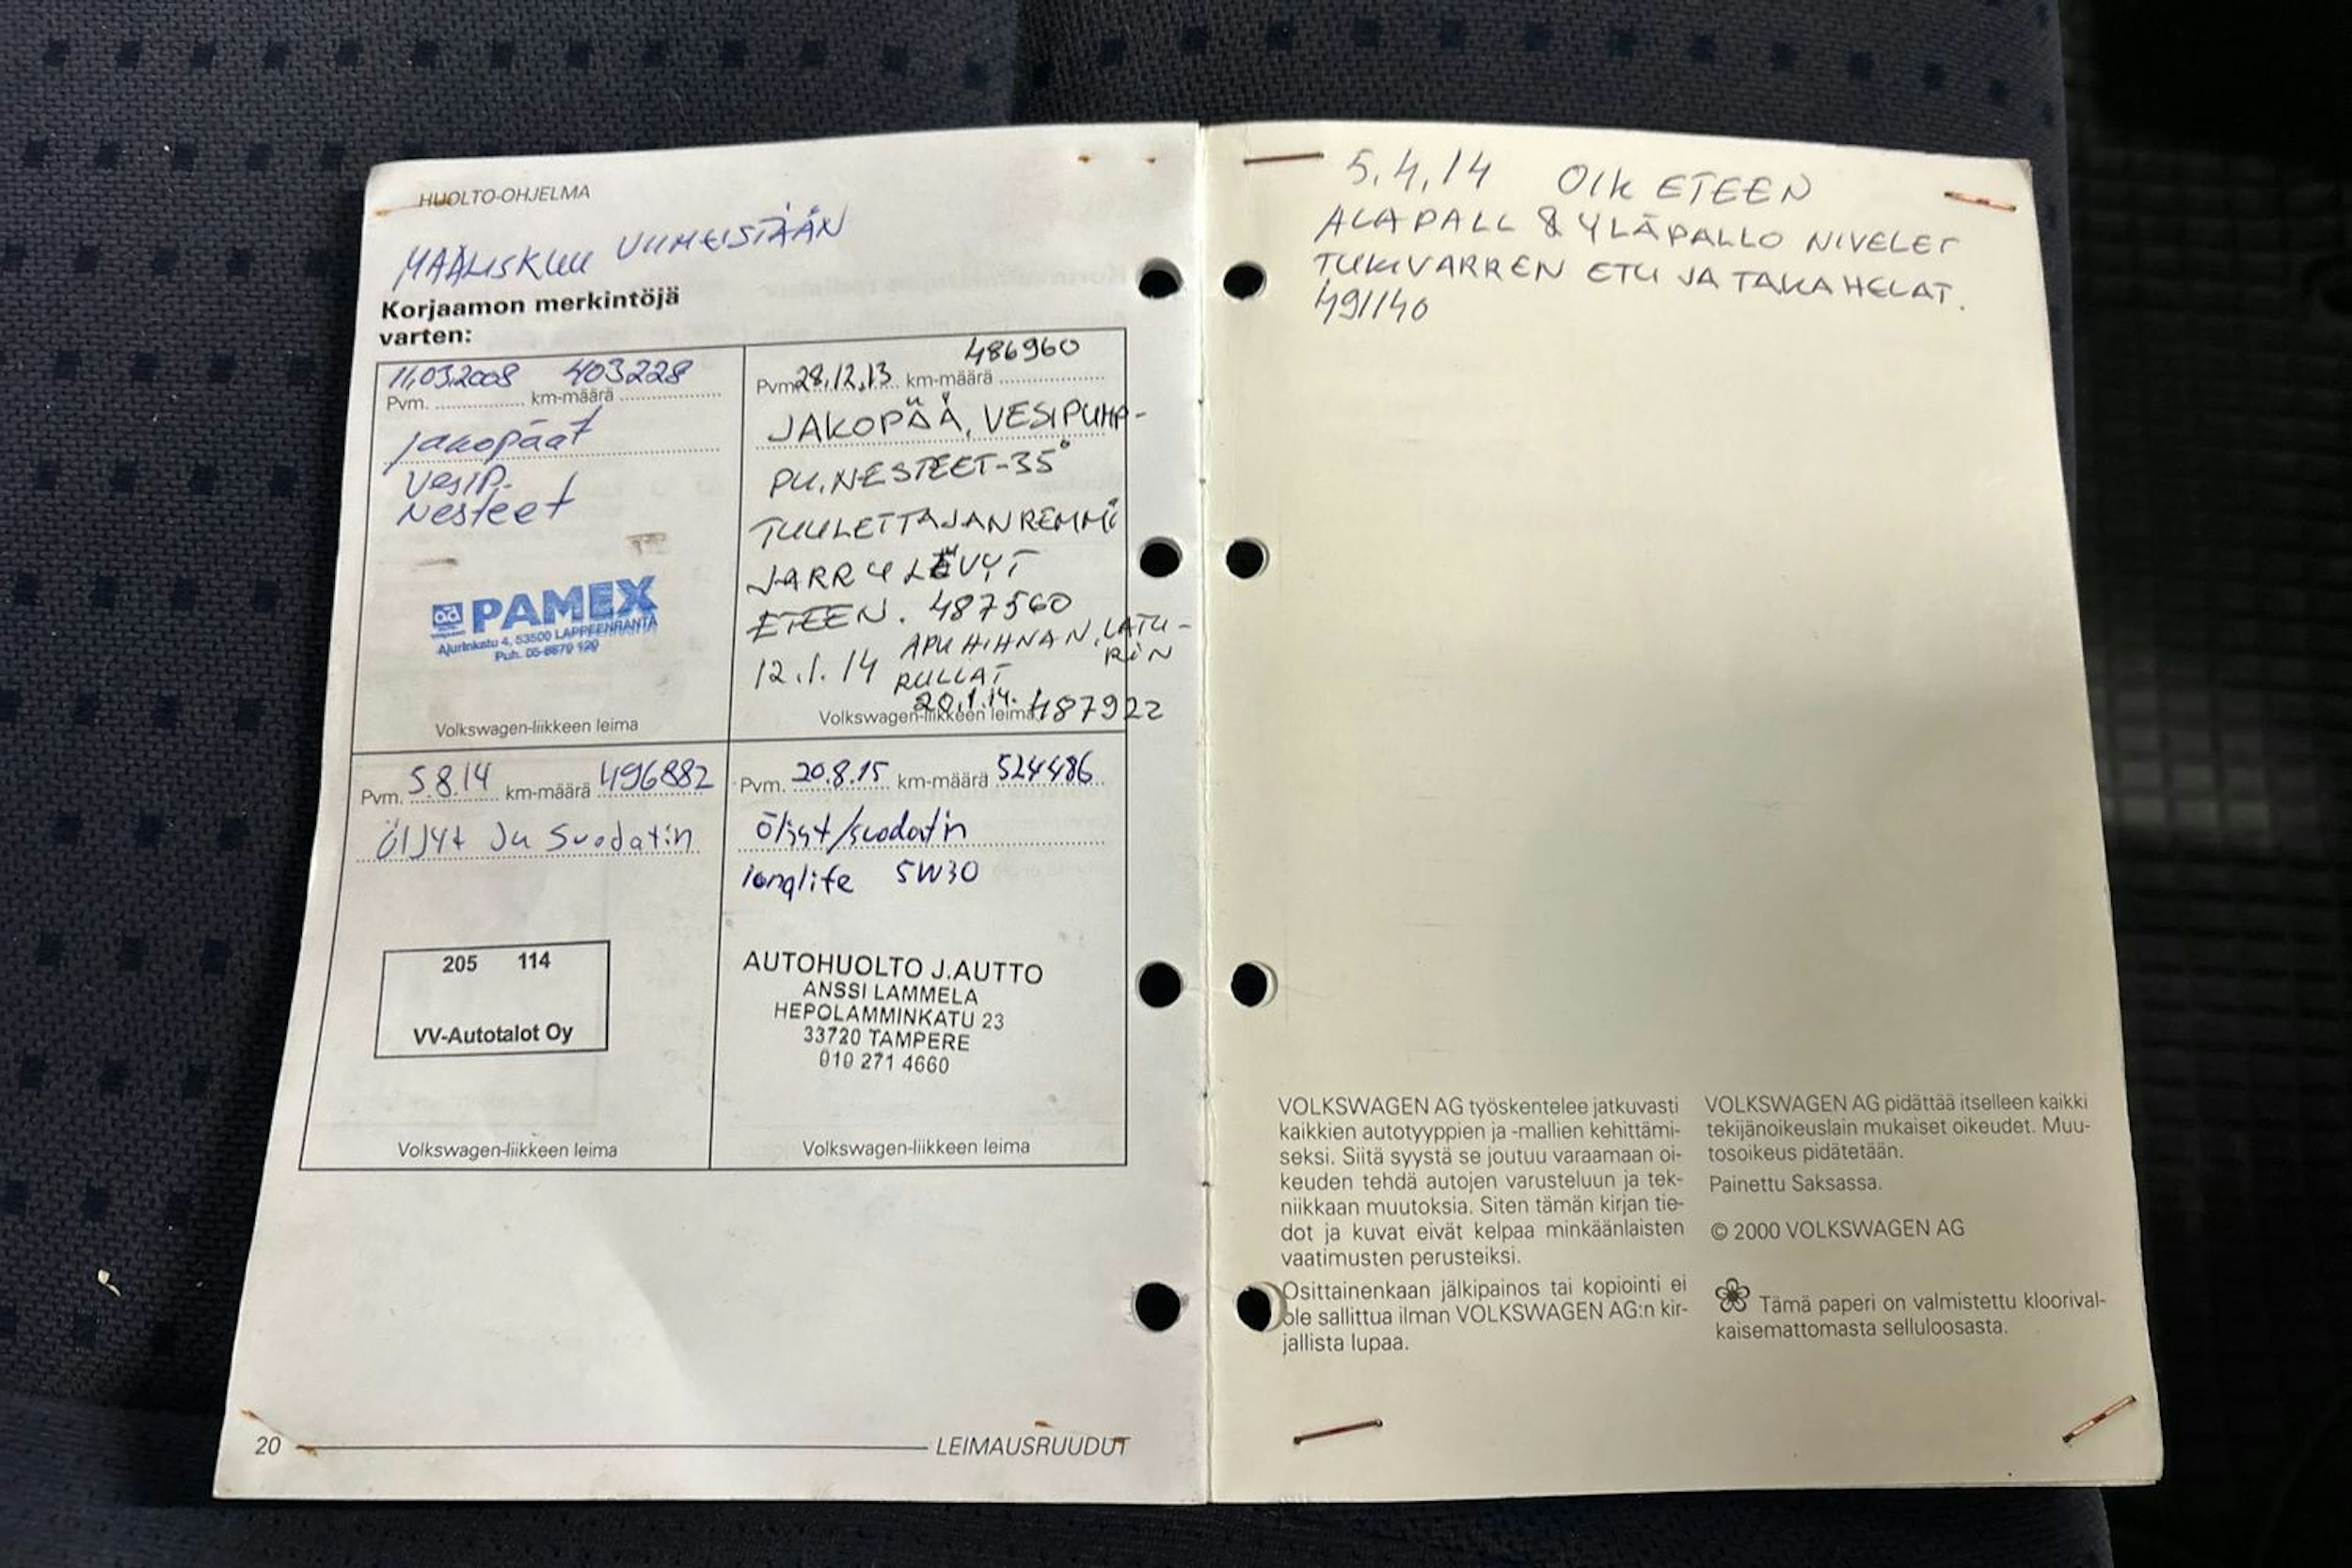 HUOLTO-OHJELMA
MAALISKUU VIIMEISTÄÄN
Korjaamon merkintöjä
varten:
11,03,2008 403228
Pvm. km-määrä
jakopäät
Vesip.
Nesteet
ad PAMEX
Ajurinkatu 4, 53500 LAPPEENRANTA
Puh. 05-6670 120
Volkswagen-liikkeen leima
486960
Pvm. 28.12.13 km-määrä
JAKOPÄÄ, VESIPUMP-
PU, NESTEET -35°
TUULETTAJAN REMMI
JARRULEVYT
ETEEN. 487560
12.1.14 APUHIHNAN, LATU-
RIN
RULLAT
20.1.14. 487922
Volkswagen-liikkeen leima
Pvm. 5.8.14 km-määrä 496882
Öljyt Ja Suodatin
205 114
VV-Autotalot Oy
Volkswagen-liikkeen leima
Pvm. 20.8.15 km-määrä 524486
öljyt/suodatin
longlife 5W30
AUTOHUOLTO J.AUTTO
ANSSI LAMMELA
HEPOLAMMINKATU 23
33720 TAMPERE
010 271 4660
Volkswagen-liikkeen leima
20 LEIMAUSRUUDUT
5.4.14 OIK ETEEN
ALAPALL & YLÄPALLO NIVELET
TUKIVARREN ETU JA TAKA HELAT.
491140
VOLKSWAGEN AG työskentelee jatkuvasti
kaikkien autotyyppien ja -mallien kehittämi-
seksi. Siitä syystä se joutuu varaamaan oi-
keuden tehdä autojen varusteluun ja tek-
niikkaan muutoksia. Siten tämän kirjan tie-
dot ja kuvat eivät kelpaa minkäänlaisten
vaatimusten perusteiksi.
Osittainenkaan jälkipainos tai kopiointi ei
ole sallittua ilman VOLKSWAGEN AG:n kir-
jallista lupaa.
VOLKSWAGEN AG pidättää itselleen kaikki
tekijänoikeuslain mukaiset oikeudet. Muu-
tosoikeus pidätetään.
Painettu Saksassa.
© 2000 VOLKSWAGEN AG
Tämä paperi on valmistettu kloorival-
kaisemattomasta selluloosasta.